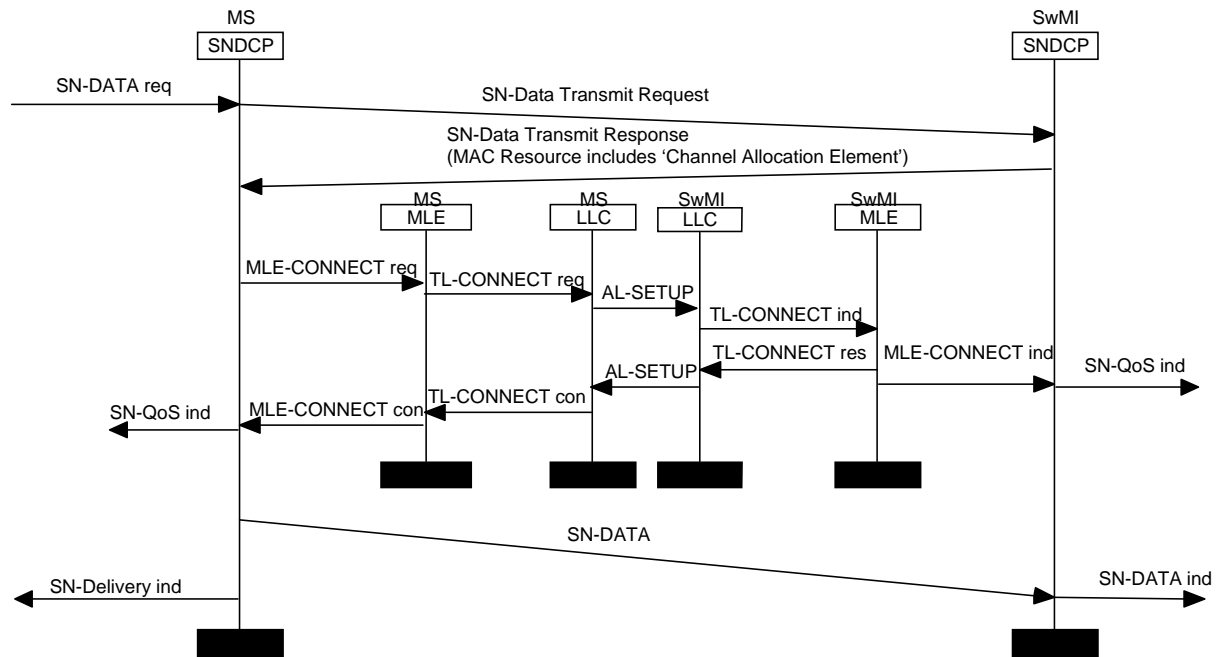 MS
SwMI
SNDCP
SNDCP
SN-DATA req
SN-Data Transmit Request
SN-Data Transmit Response
(MAC Resource includes ‘Channel Allocation Element’)
MS
MS
SwMI
SwMI
MLE
LLC
LLC
MLE
MLE-CONNECT req
TL-CONNECT req
AL-SETUP
TL-CONNECT ind
TL-CONNECT res
MLE-CONNECT ind
SN-QoS ind
AL-SETUP
TL-CONNECT con
MLE-CONNECT con
SN-QoS ind
SN-DATA
SN-Delivery ind
SN-DATA ind